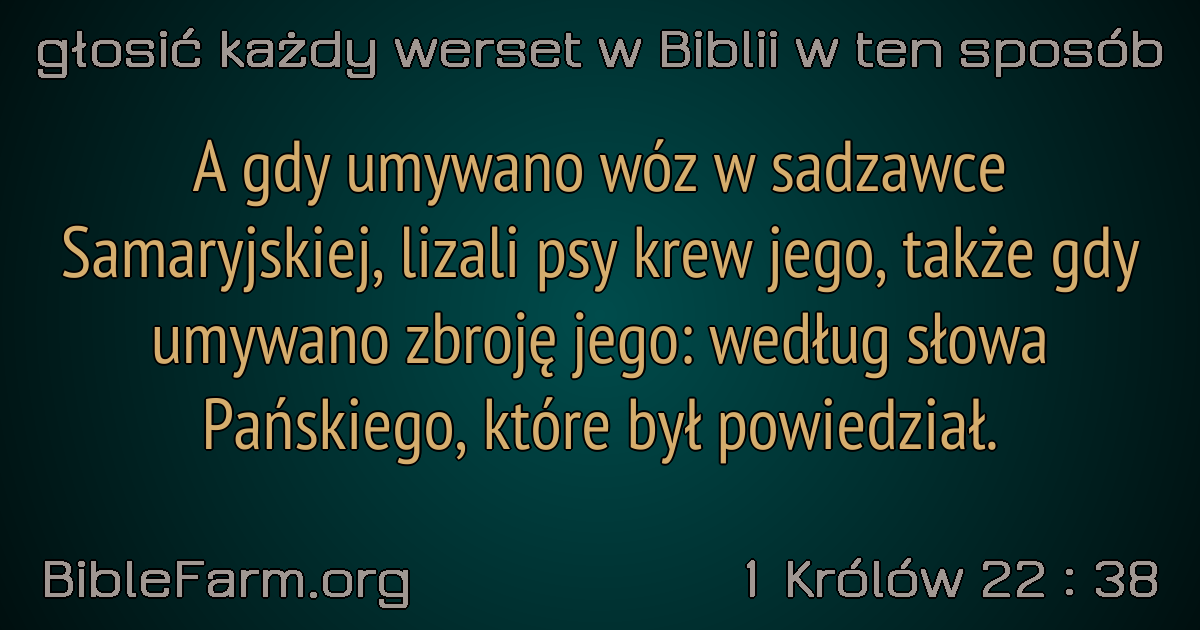 głosić każdy werset w Biblii w ten sposób
A gdy umywano wóz w sadzawce
Samaryjskiej, lizali psy krew jego, także gdy
umywano zbroję jego: według słowa
Pańskiego, które był powiedział.
BibleFarm.org
1 Królów 22 : 38